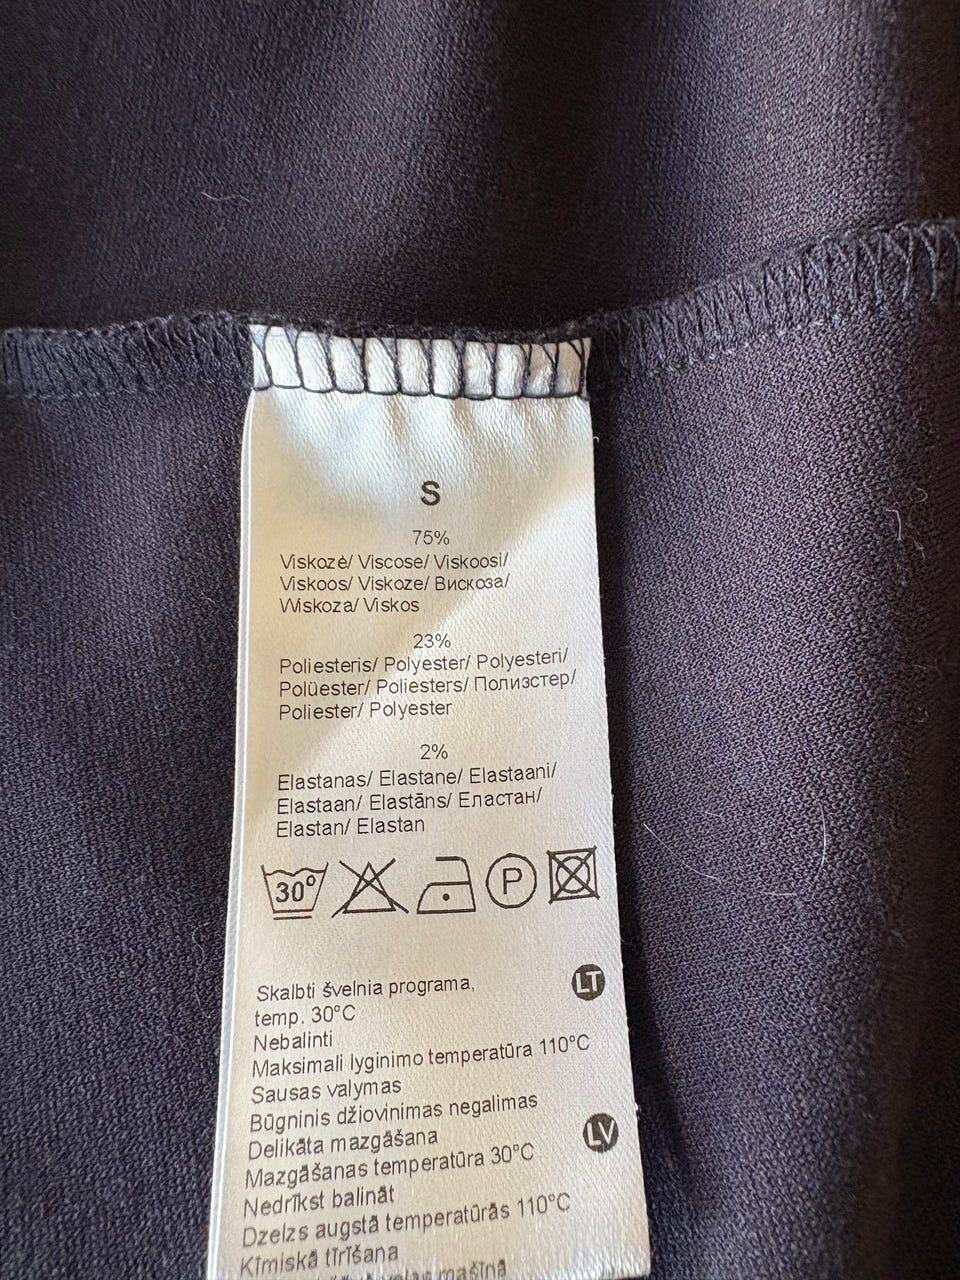 S
75%
Viskozė/ Viscose/ Viskoosi/
Viskoos/ Viskoze/ Вискоза/
Wiskoza/ Viskos
23%
Poliesteris/ Polyester/ Polyesteri/
Polüester/ Poliesters/ Полизстер/
Poliester/ Polyester
2%
Elastanas/ Elastane/ Elastaani/
Elastaan/ Elastāns/ Еластан/
Elastan/ Elastan
30° P
Skalbti švelnia programa, LT
temp. 30°C
Nebalinti
Maksimali lyginimo temperatūra 110°C
Sausas valymas
Būgninis džiovinimas negalimas
Delikāta mazgāšana LV
Mazgāšanas temperatūra 30°C
Nedrīkst balināt
Dzelzs augstā temperatūrās 110°C
Ķīmiskā tīrīšana
mašīnā